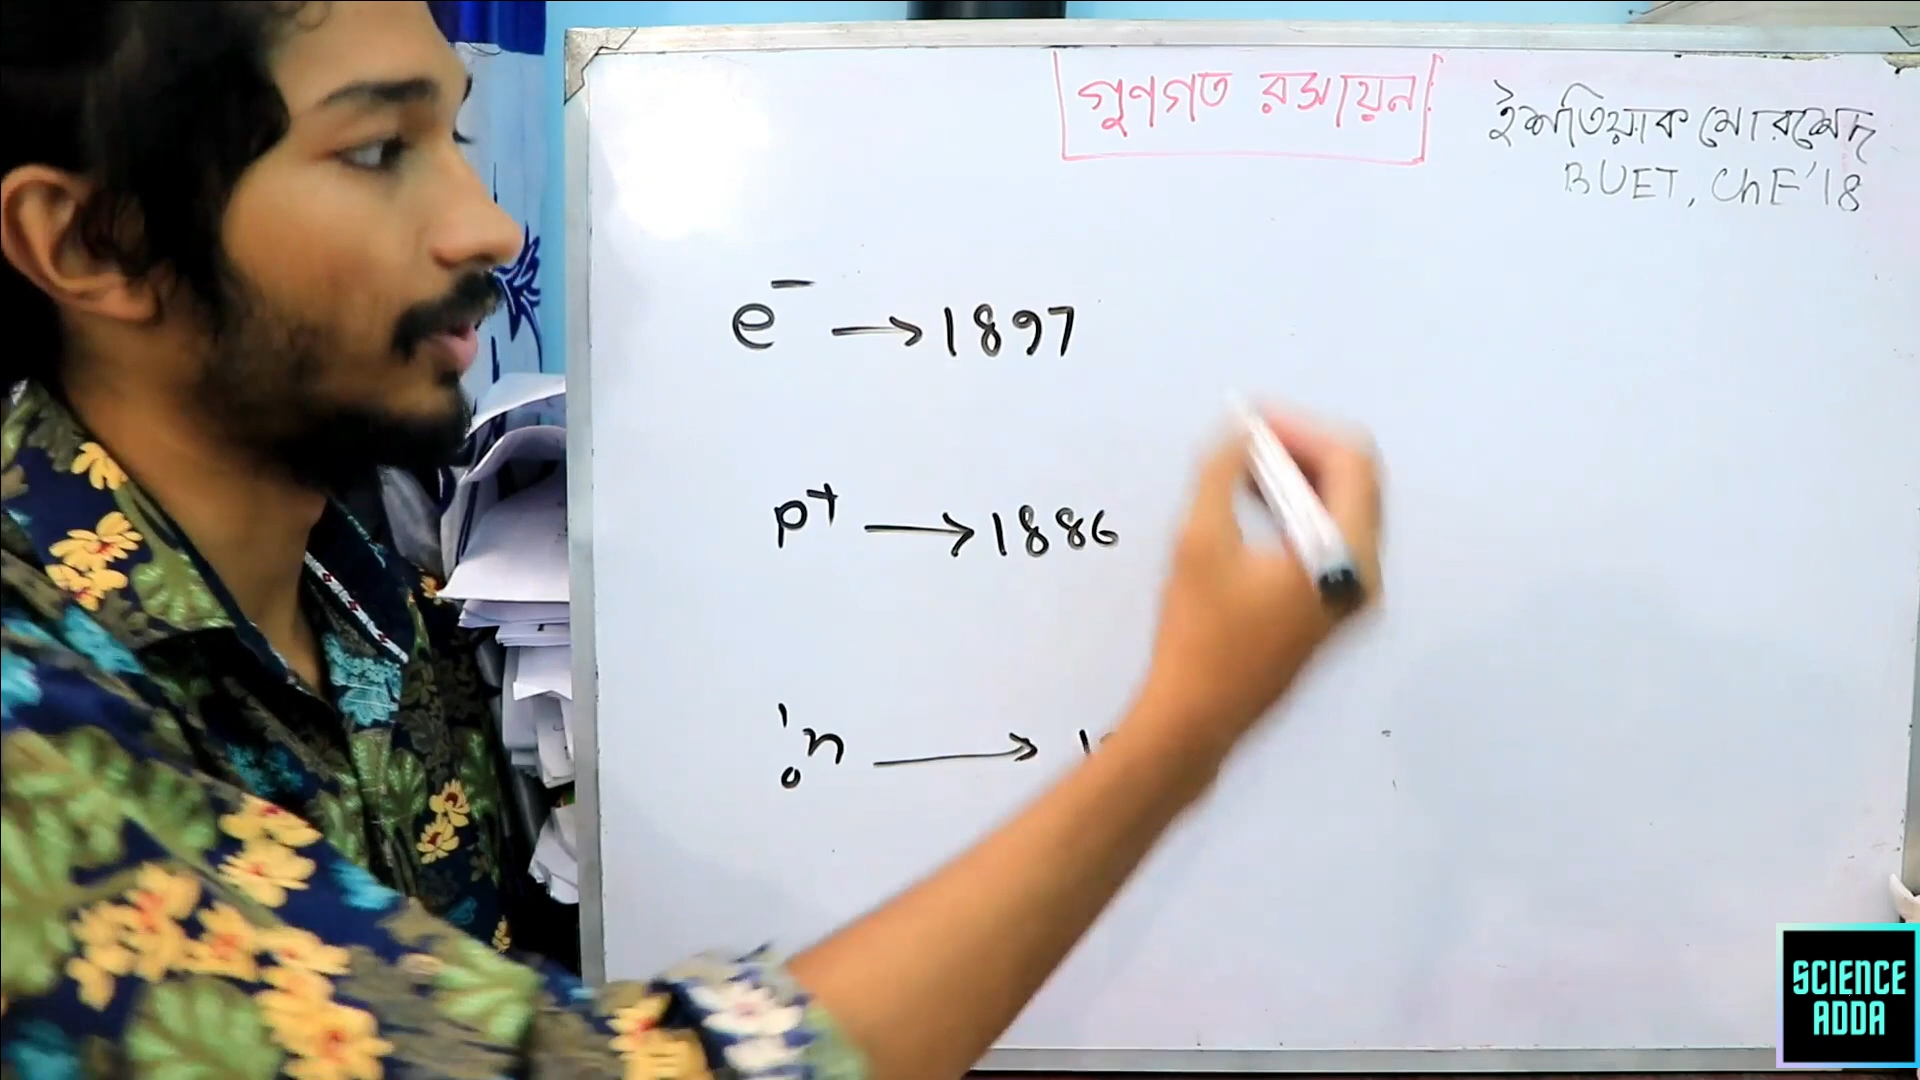 গুণগত রসায়ন
ইশতিয়াক মোরশেদ
BUET, ChE'18
e⁻ → 1897
p⁺ → 1886
¹₀n →
SCIENCE
ADDA